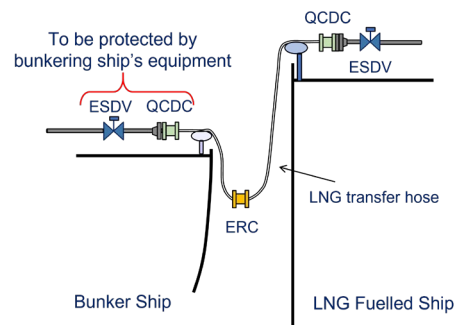 QCDC
To be protected by
bunkering ship's equipment
ESDV
ESDV QCDC
LNG transfer hose
ERC
Bunker Ship
LNG Fuelled Ship